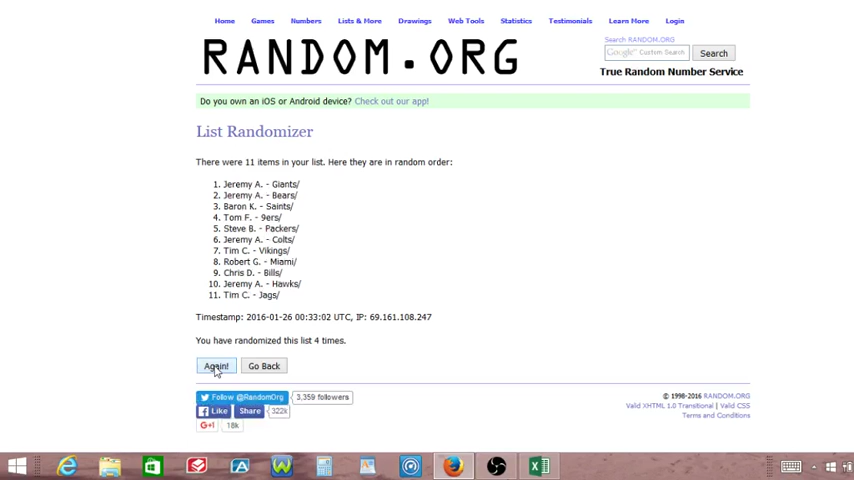 Home Games Numbers Lists & More Drawings Web Tools Statistics Testimonials Learn More Login
RANDOM.ORG
Search RANDOM.ORG
Google™ Custom Search Search
True Random Number Service
Do you own an iOS or Android device? Check out our app!
List Randomizer
There were 11 items in your list. Here they are in random order:
1. Jeremy A. - Giants/
2. Jeremy A. - Bears/
3. Baron K. - Saints/
4. Tom F. - 9ers/
5. Steve B. - Packers/
6. Jeremy A. - Colts/
7. Tim C. - Vikings/
8. Robert G. - Miami/
9. Chris D. - Bills/
10. Jeremy A. - Hawks/
11. Tim C. - Jags/
Timestamp: 2016-01-26 00:33:02 UTC, IP: 69.161.108.247
You have randomized this list 4 times.
Again! Go Back
Follow @RandomOrg 3,359 followers
Like Share 322k
G+1 18k
© 1998-2016 RANDOM.ORG
Valid XHTML 1.0 Transitional | Valid CSS
Terms and Conditions